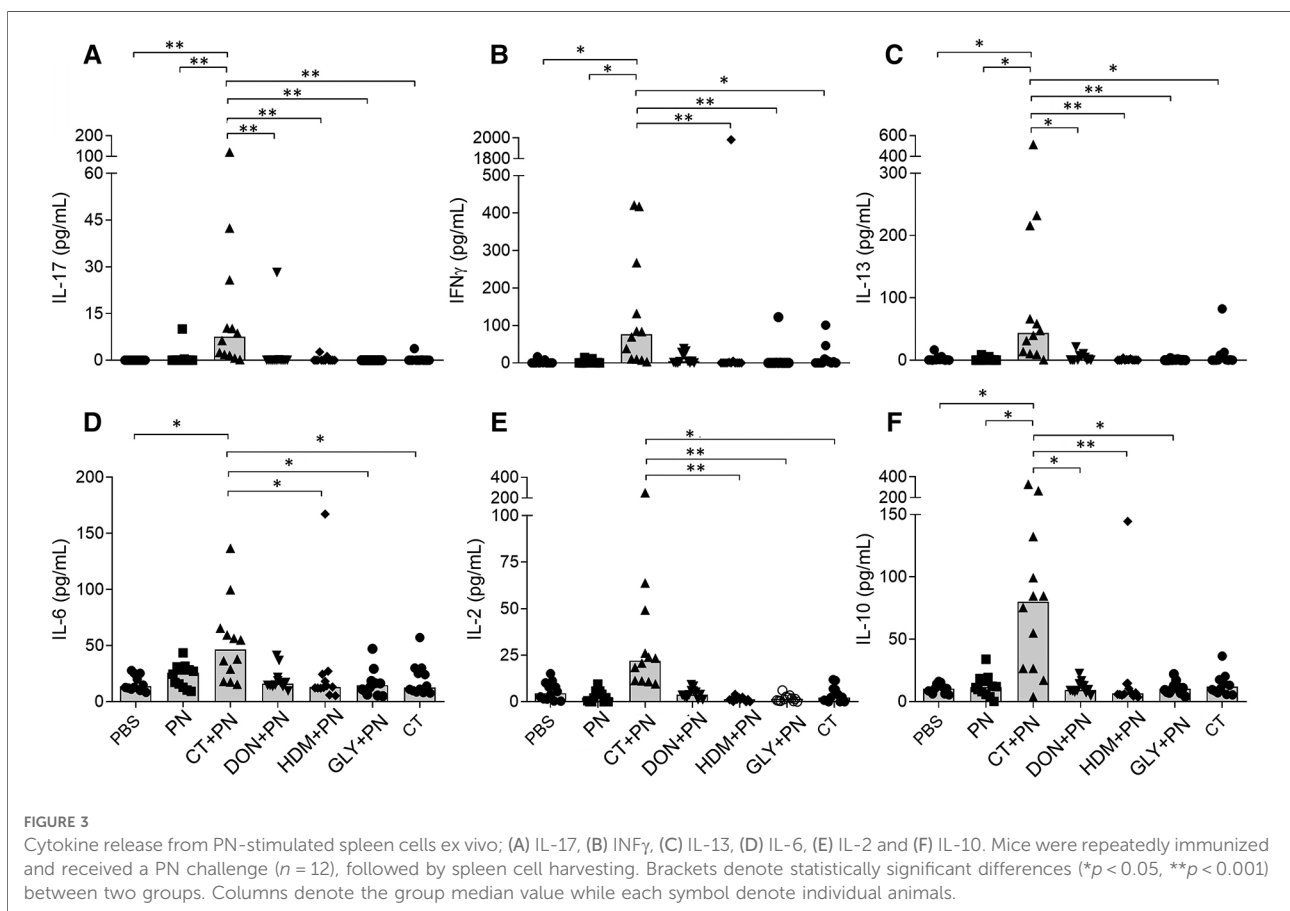 A
B
C
** * *
** * *
** * *
** ** **
** ** **
** *
IL-17 (pg/mL)
200
100
60
45
30
15
0
IFNγ (pg/mL)
2000
1800
500
400
300
200
100
0
IL-13 (pg/mL)
600
400
300
200
100
0
D
E
F
* * *
* ** *
* ** *
* **
*
IL-6 (pg/mL)
200
150
100
50
0
PBS
PN
CT+PN
DON+PN
HDM+PN
GLY+PN
CT
IL-2 (pg/mL)
400
200
100
75
50
25
0
PBS
PN
CT+PN
DON+PN
HDM+PN
GLY+PN
CT
IL-10 (pg/mL)
400
200
150
100
50
0
PBS
PN
CT+PN
DON+PN
HDM+PN
GLY+PN
CT
FIGURE 3
Cytokine release from PN-stimulated spleen cells ex vivo; (A) IL-17, (B) INFγ, (C) IL-13, (D) IL-6, (E) IL-2 and (F) IL-10. Mice were repeatedly immunized
and received a PN challenge (n = 12), followed by spleen cell harvesting. Brackets denote statistically significant differences (*p < 0.05, **p < 0.001)
between two groups. Columns denote the group median value while each symbol denote individual animals.